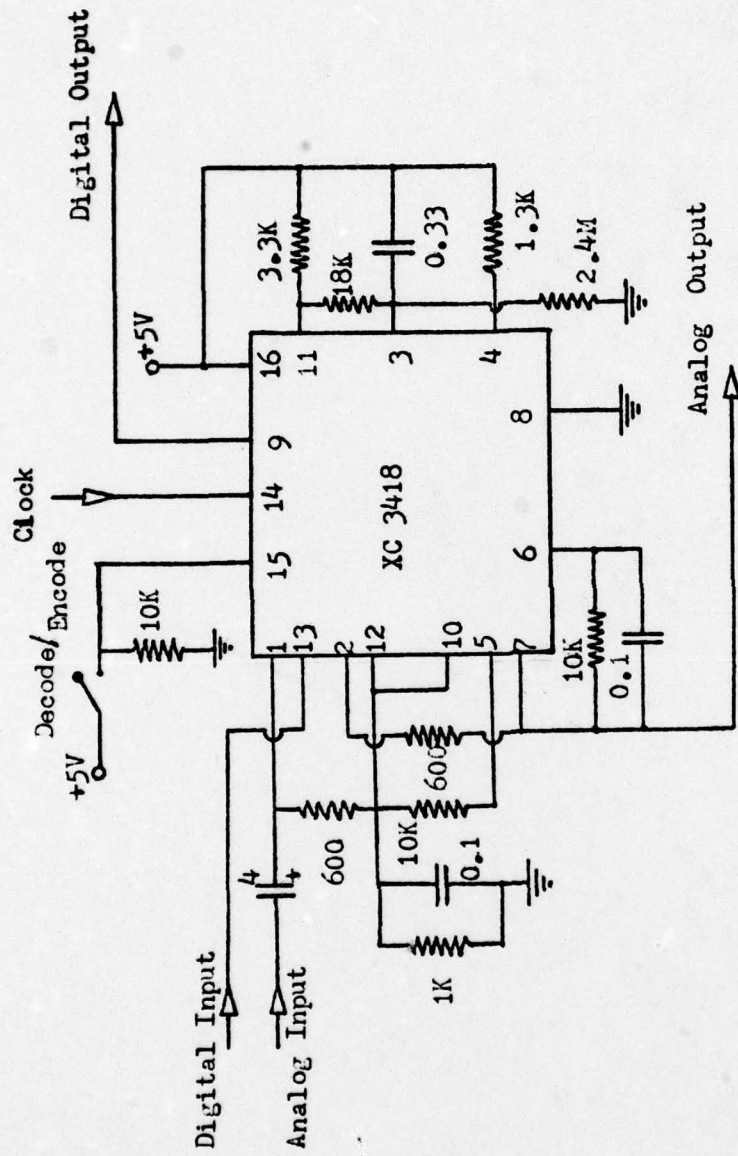 Digital Output
Clock
Decode/Encode
+5V
+5V
10K
15
14
9
16
1
13
2
12
10
5
7
11
3
4
6
8
XC 3418
3.3K
18K
0.33
1.3K
2.4M
Digital Input
Analog Input
4
+
600
600
10K
0.1
1K
10K
0.1
Analog Output